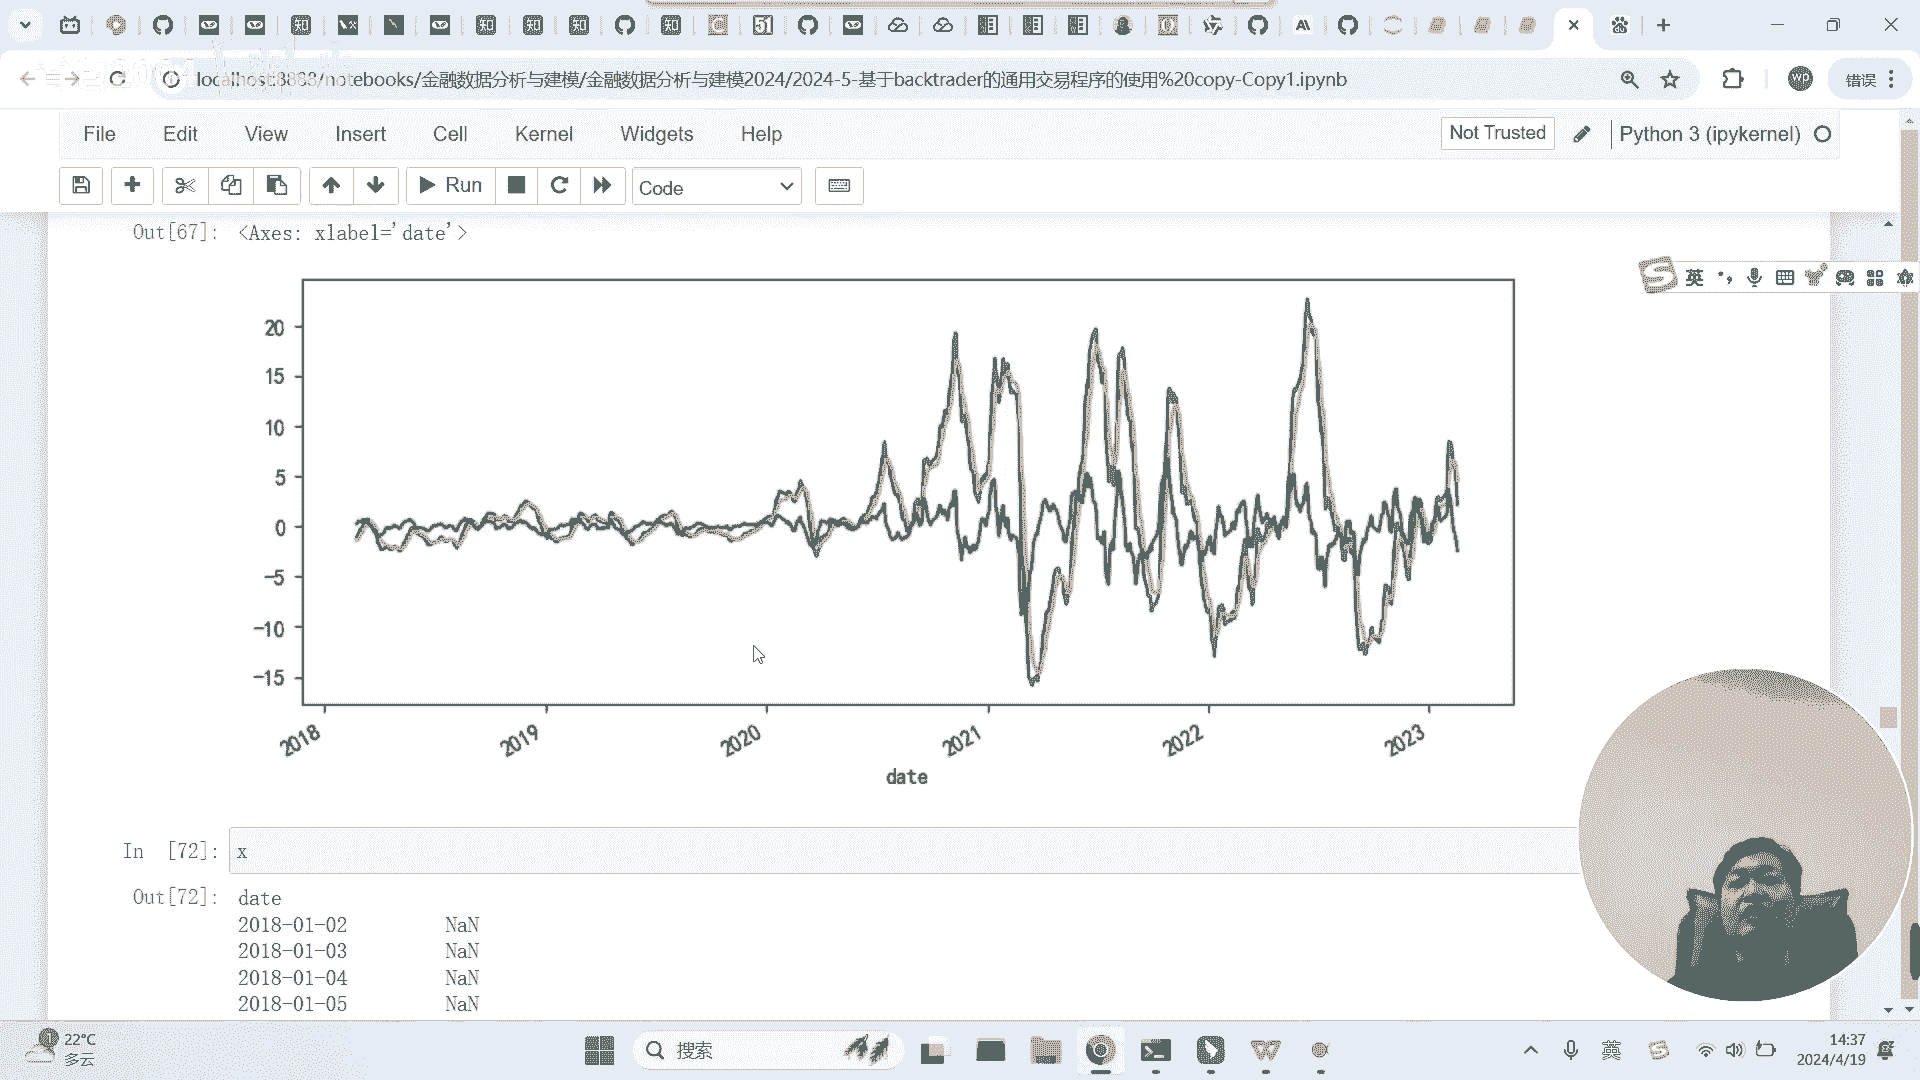 localhost:8888/notebooks/金融数据分析与建模/金融数据分析与建模2024/2024-5-基于backtrader的通用交易程序的使用%20copy-Copy1.ipynb
wp
错误
File Edit View Insert Cell Kernel Widgets Help
Not Trusted
Python 3 (ipykernel)
Run
Code
Out[67]: <Axes: xlabel='date'>
英
20
15
10
5
0
-5
-10
-15
2018 2019 2020 2021 2022 2023
date
In [72]: x
Out[72]: date
2018-01-02 NaN
2018-01-03 NaN
2018-01-04 NaN
2018-01-05 NaN
22°C
多云
搜索
英
14:37
2024/4/19